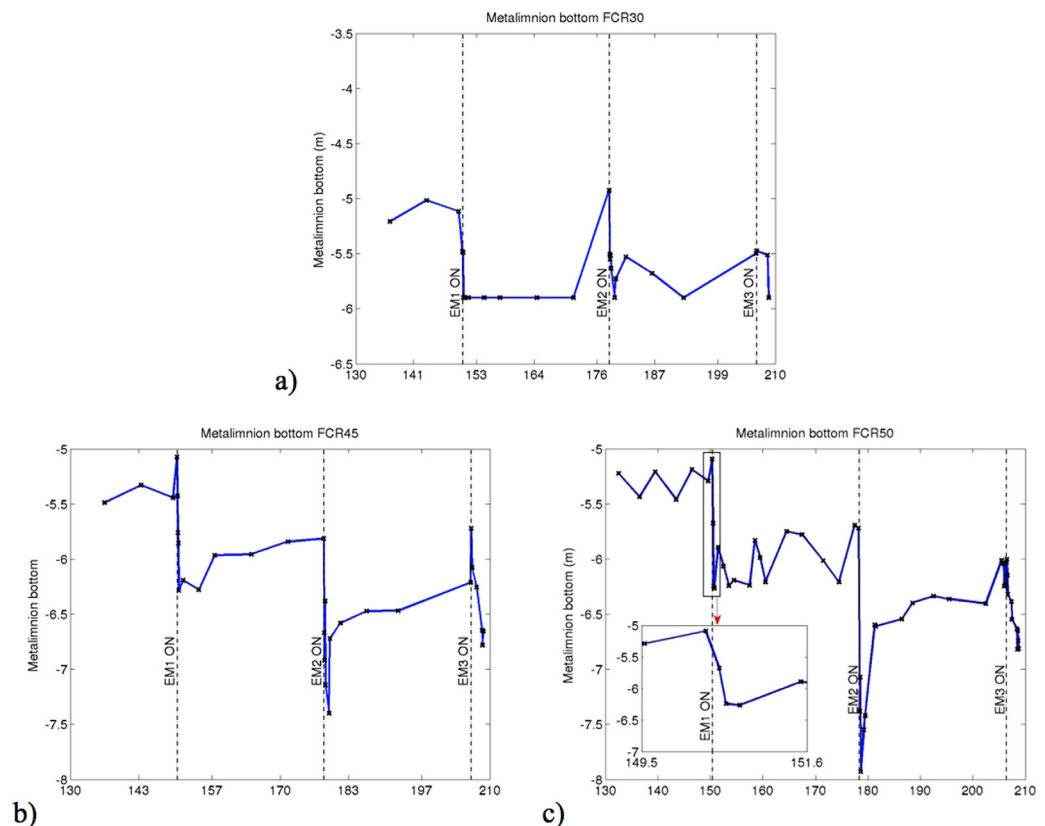 Metalimnion bottom FCR30
Metalimnion bottom (m)
-3.5
-4
-4.5
-5
-5.5
-6
-6.5
EM1 ON
EM2 ON
EM3 ON
130 141 153 164 176 187 199 210
a)
Metalimnion bottom FCR45
Metalimnion bottom
-5
-5.5
-6
-6.5
-7
-7.5
-8
EM1 ON
EM2 ON
EM3 ON
130 143 157 170 183 197 210
b)
Metalimnion bottom FCR50
Metalimnion bottom (m)
-5
-5.5
-6
-6.5
-7
-7.5
-8
EM1 ON
EM2 ON
EM3 ON
-5
-5.5
-6
-6.5
-7
149.5 151.6
130 140 150 160 170 180 190 200 210
c)